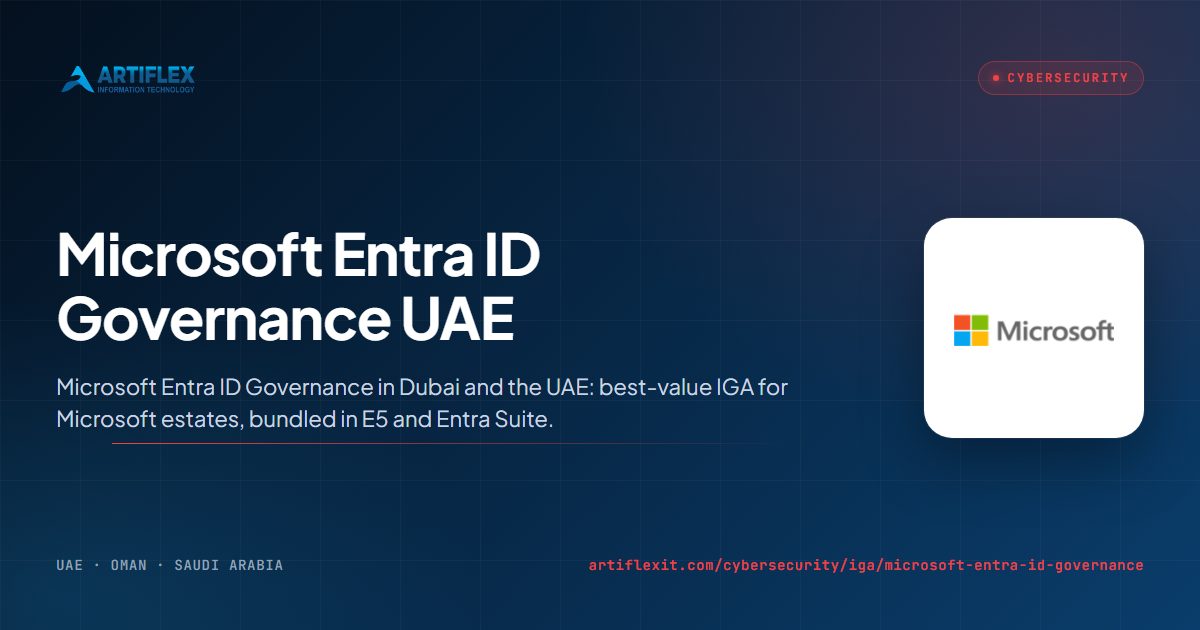 ARTIFLEX
INFORMATION TECHNOLOGY
CYBERSECURITY
Microsoft Entra ID
Governance UAE
Microsoft
Microsoft Entra ID Governance in Dubai and the UAE: best-value IGA for
Microsoft estates, bundled in E5 and Entra Suite.
UAE · OMAN · SAUDI ARABIA
artiflexit.com/cybersecurity/iga/microsoft-entra-id-governance